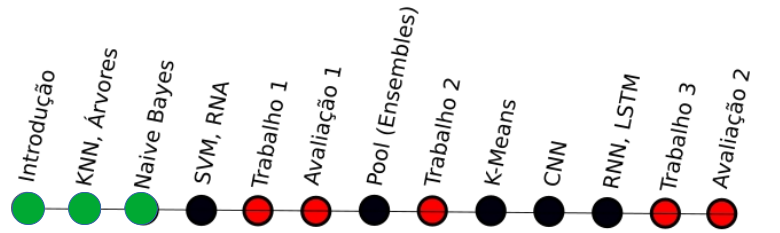 Introdução
KNN, Árvores
Naive Bayes
SVM, RNA
Trabalho 1
Avaliação 1
Pool (Ensembles)
Trabalho 2
K-Means
CNN
RNN, LSTM
Trabalho 3
Avaliação 2